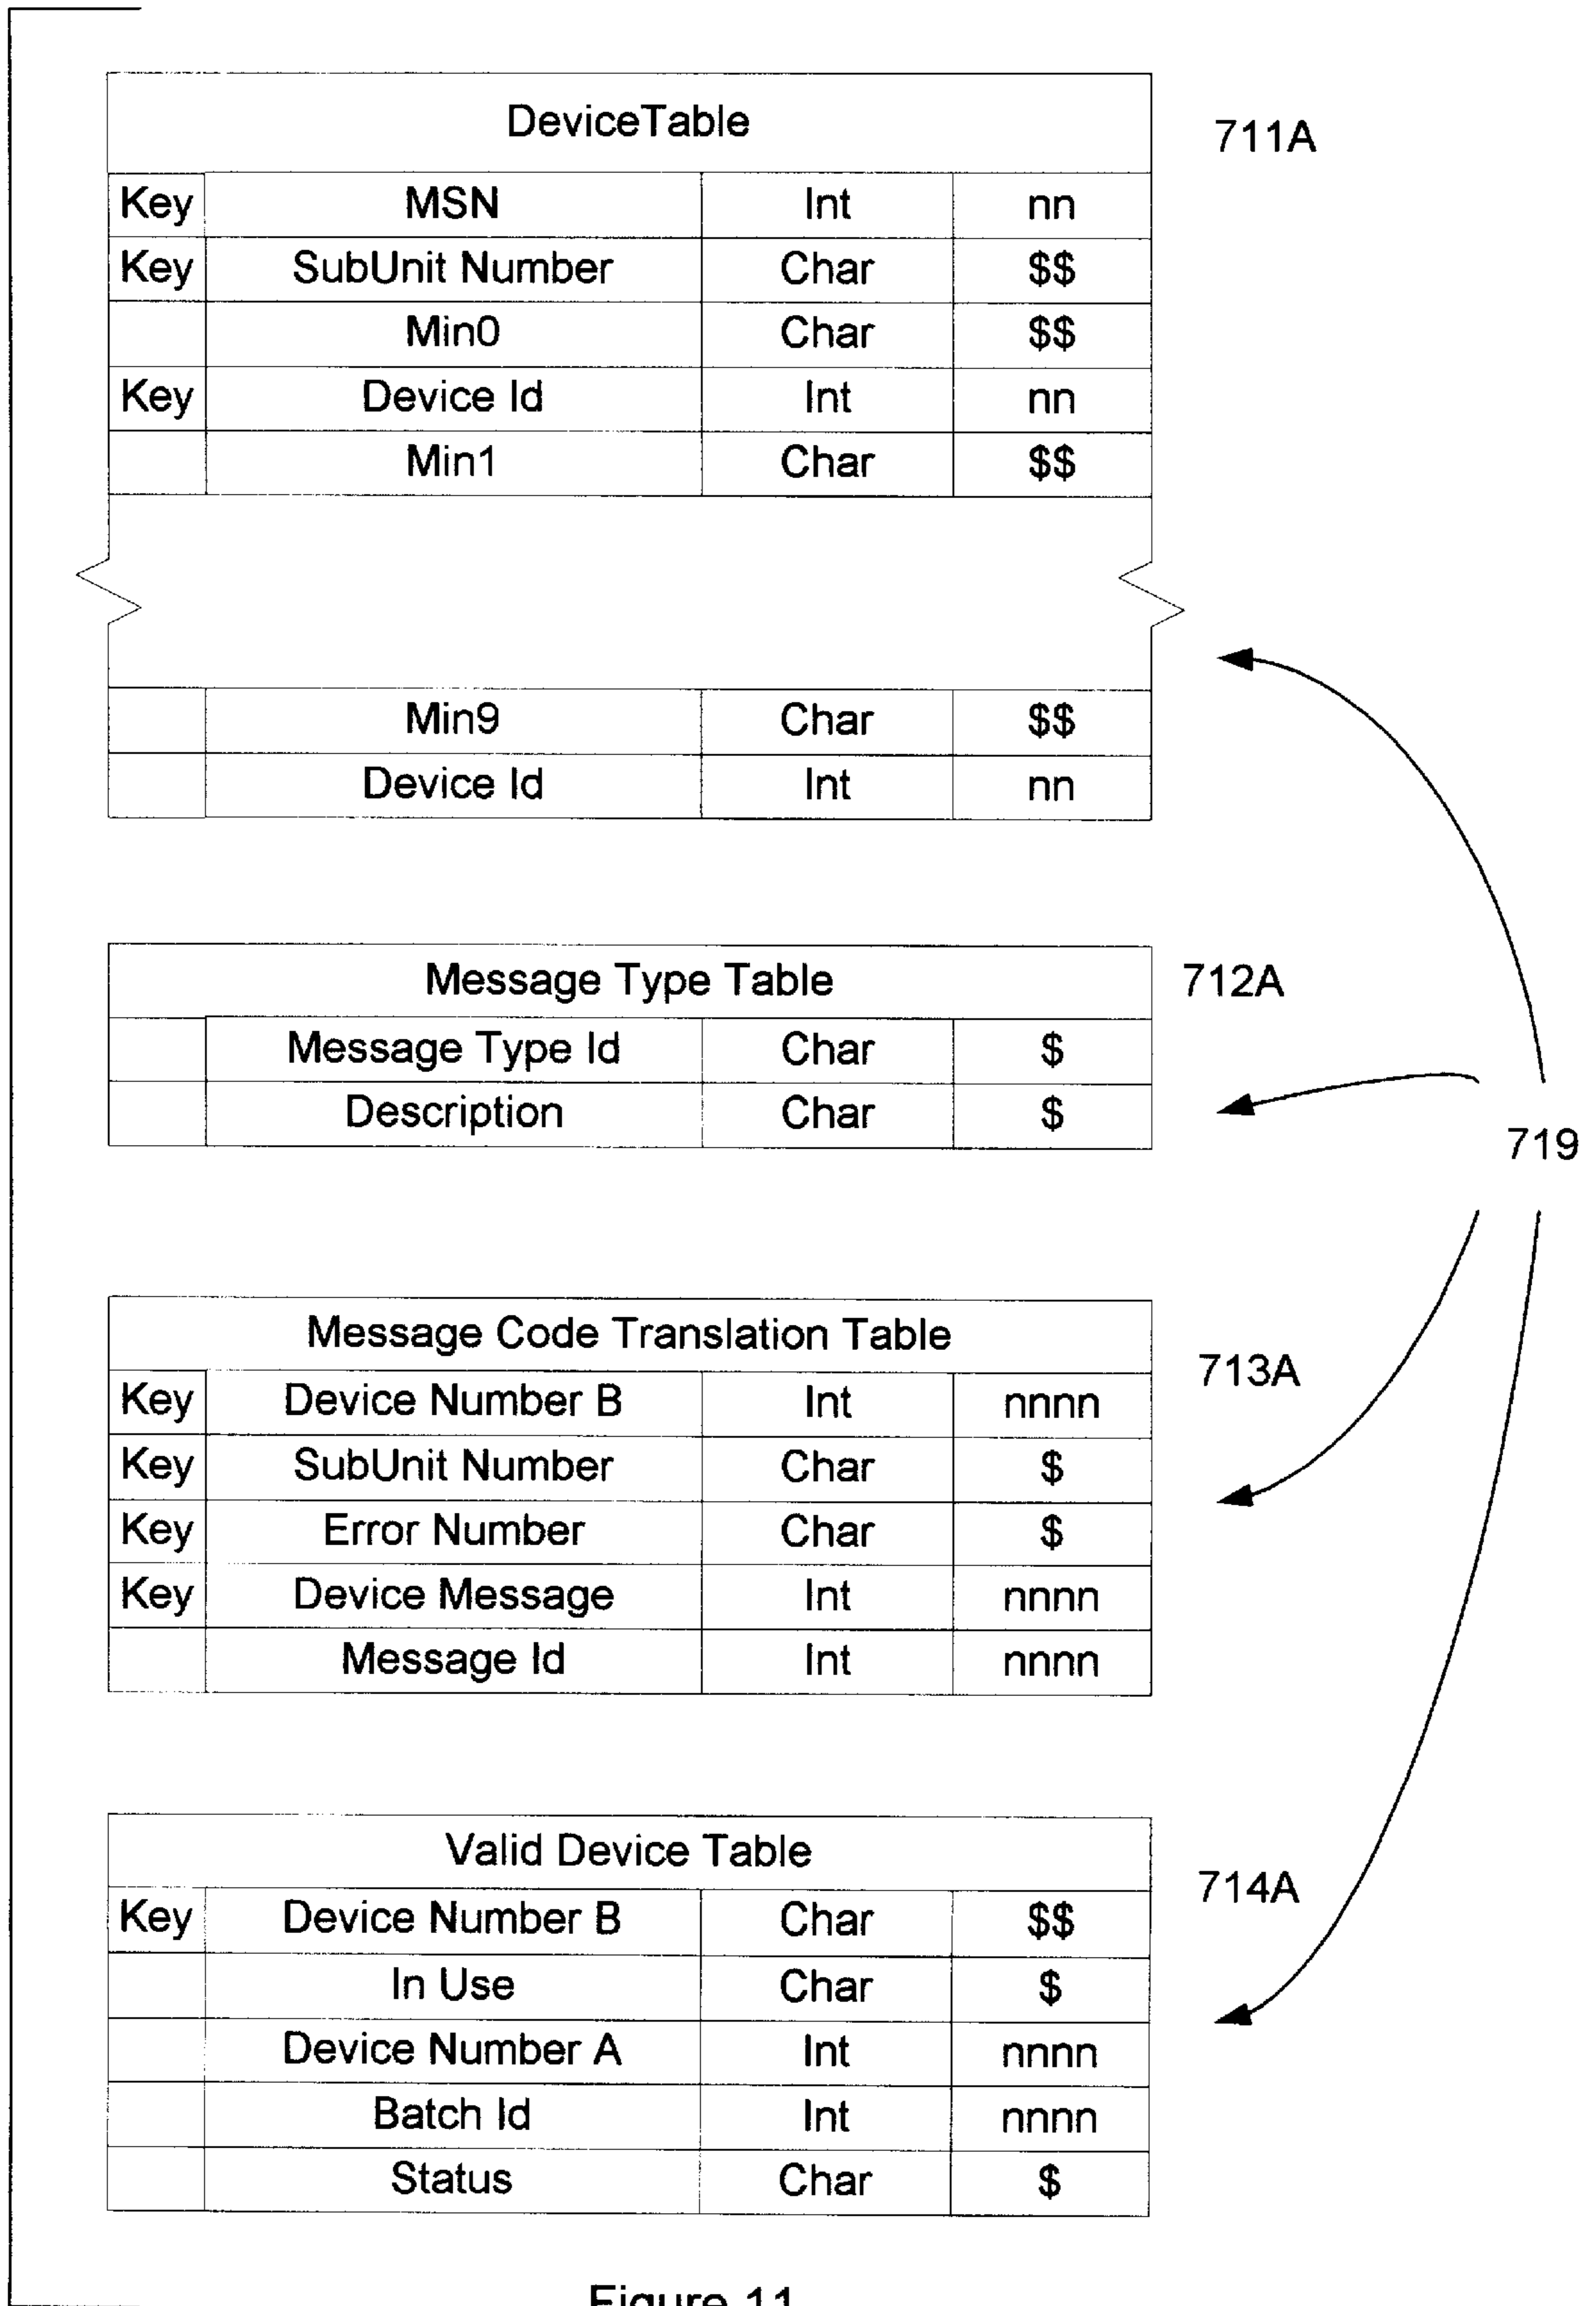 DeviceTable
711A
Key MSN Int nn
Key SubUnit Number Char $$
Min0 Char $$
Key Device Id Int nn
Min1 Char $$
Min9 Char $$
Device Id Int nn
Message Type Table
712A
Message Type Id Char $
Description Char $
719
Message Code Translation Table
713A
Key Device Number B Int nnnn
Key SubUnit Number Char $
Key Error Number Char $
Key Device Message Int nnnn
Message Id Int nnnn
Valid Device Table
714A
Key Device Number B Char $$
In Use Char $
Device Number A Int nnnn
Batch Id Int nnnn
Status Char $
Figure 11